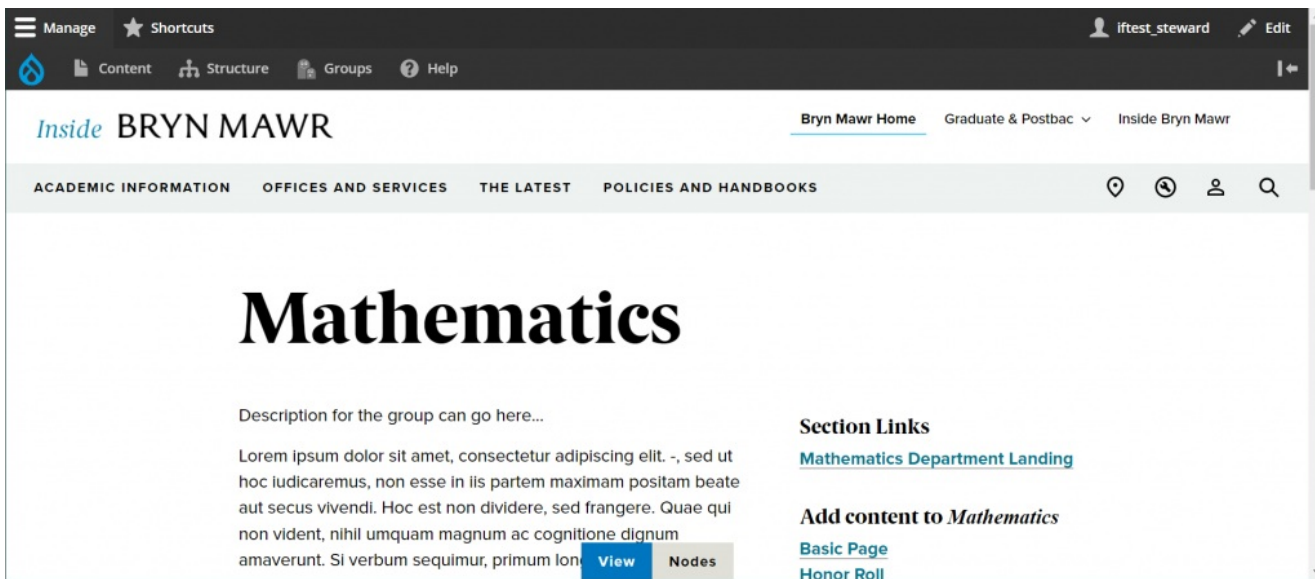 Manage Shortcuts iftest_steward Edit
Content Structure Groups Help
Inside BRYN MAWR
Bryn Mawr Home Graduate & Postbac Inside Bryn Mawr
ACADEMIC INFORMATION OFFICES AND SERVICES THE LATEST POLICIES AND HANDBOOKS
Mathematics
Description for the group can go here...
Lorem ipsum dolor sit amet, consectetur adipiscing elit. -, sed ut
hoc iudicaremus, non esse in iis partem maximam positam beate
aut secus vivendi. Hoc est non dividere, sed frangere. Quae qui
non vident, nihil umquam magnum ac cognitione dignum
amaverunt. Si verbum sequimur, primum
View Nodes
Section Links
Mathematics Department Landing
Add content to Mathematics
Basic Page
Honor Roll